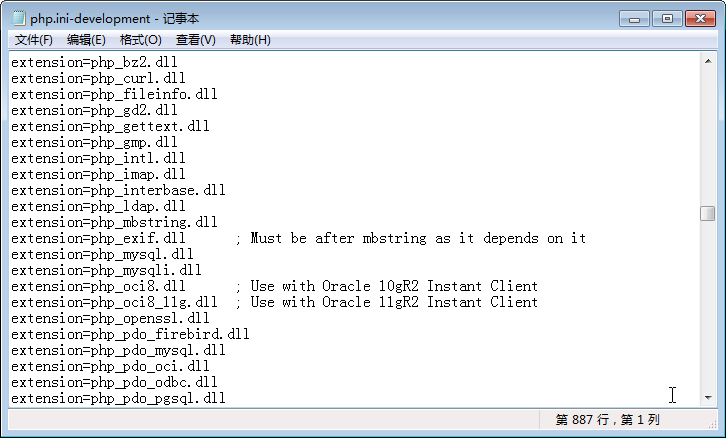 php.ini-development - 记事本
文件(F) 编辑(E) 格式(O) 查看(V) 帮助(H)
extension=php_bz2.dll
extension=php_curl.dll
extension=php_fileinfo.dll
extension=php_gd2.dll
extension=php_gettext.dll
extension=php_gmp.dll
extension=php_intl.dll
extension=php_imap.dll
extension=php_interbase.dll
extension=php_ldap.dll
extension=php_mbstring.dll
extension=php_exif.dll      ; Must be after mbstring as it depends on it
extension=php_mysql.dll
extension=php_mysqli.dll
extension=php_oci8.dll      ; Use with Oracle 10gR2 Instant Client
extension=php_oci8_11g.dll  ; Use with Oracle 11gR2 Instant Client
extension=php_openssl.dll
extension=php_pdo_firebird.dll
extension=php_pdo_mysql.dll
extension=php_pdo_oci.dll
extension=php_pdo_odbc.dll
extension=php_pdo_pgsql.dll
第 887 行，第 1 列